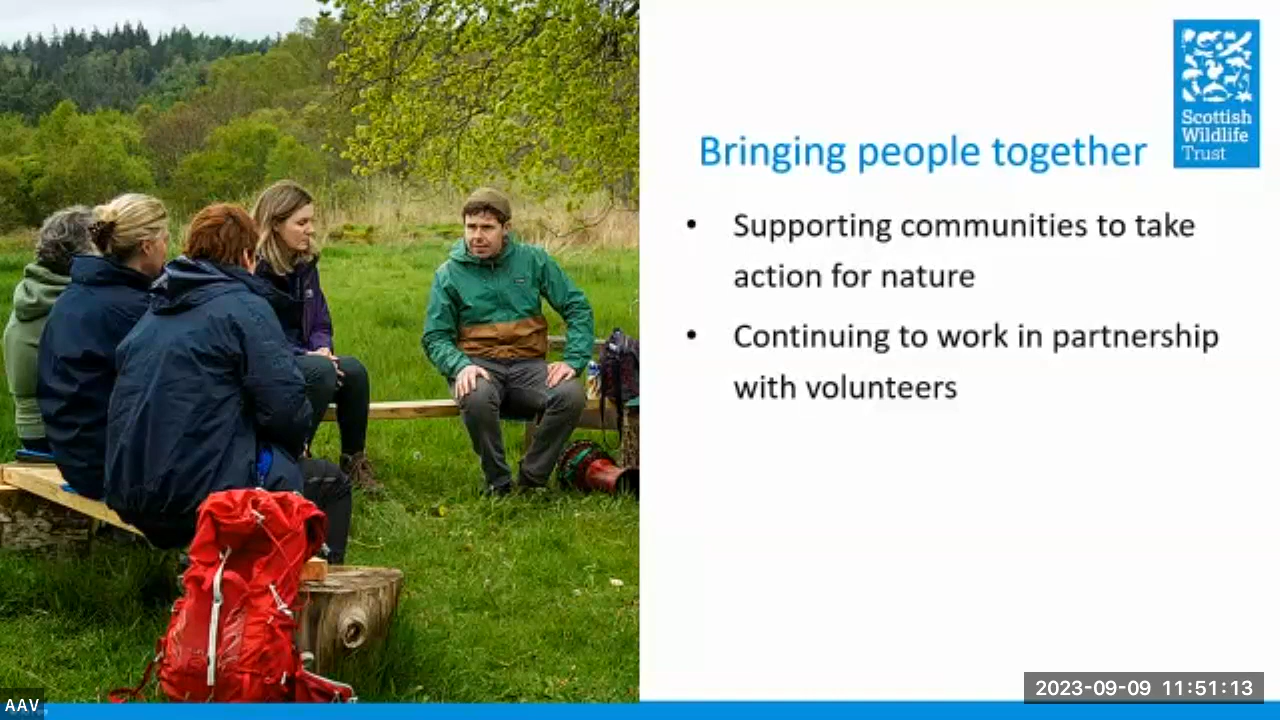 Scottish
Wildlife
Trust
Bringing people together
• Supporting communities to take
action for nature
• Continuing to work in partnership
with volunteers
2023-09-09 11:51:13
AAV